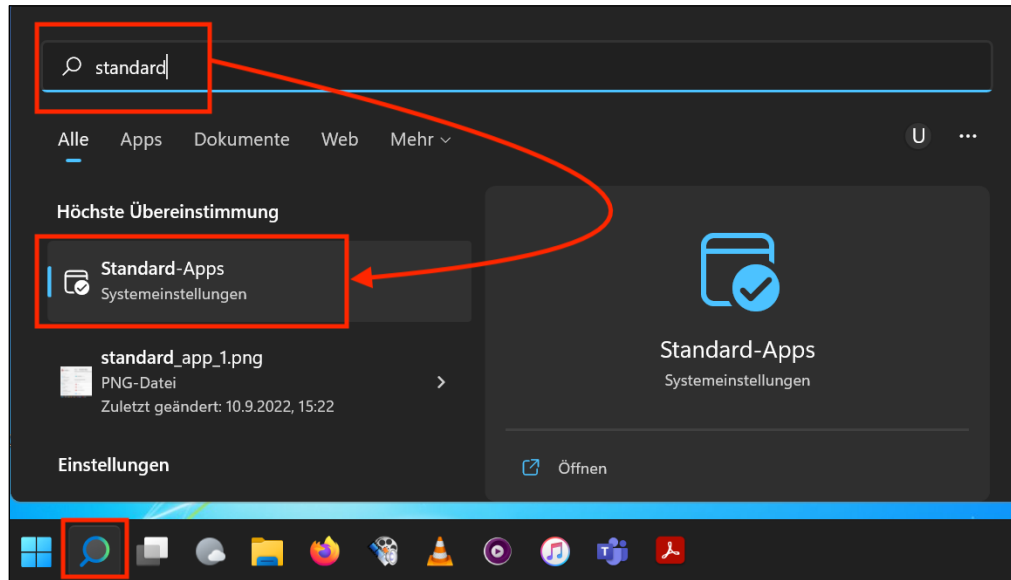 standard
Alle Apps Dokumente Web Mehr
U
Höchste Übereinstimmung
Standard-Apps
Systemeinstellungen
standard_app_1.png
PNG-Datei
Zuletzt geändert: 10.9.2022, 15:22
Einstellungen
Standard-Apps
Systemeinstellungen
Öffnen